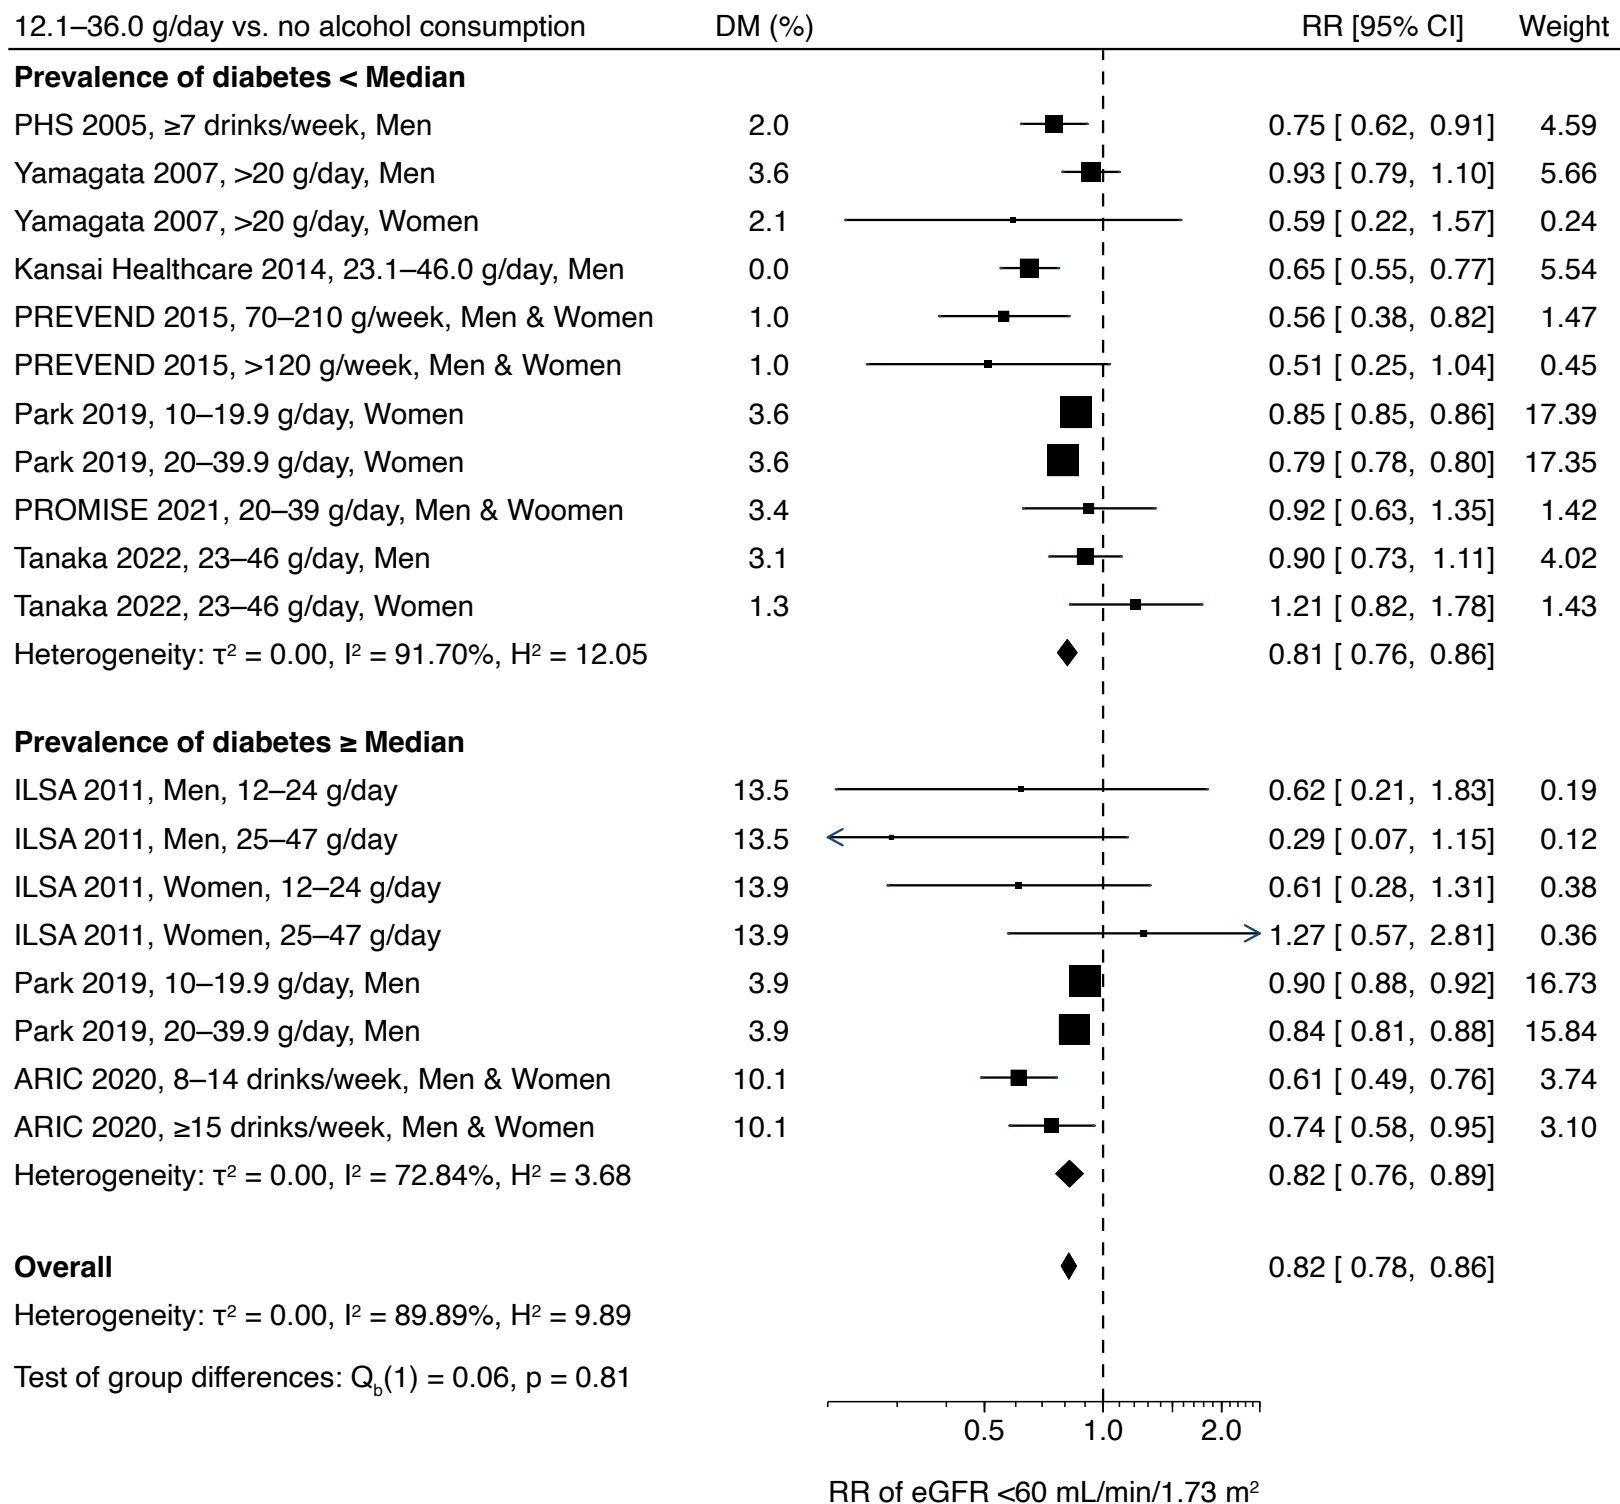 12.1–36.0 g/day vs. no alcohol consumption DM (%) RR [95% CI] Weight
Prevalence of diabetes < Median
PHS 2005, ≥7 drinks/week, Men 2.0 0.75 [ 0.62, 0.91] 4.59
Yamagata 2007, >20 g/day, Men 3.6 0.93 [ 0.79, 1.10] 5.66
Yamagata 2007, >20 g/day, Women 2.1 0.59 [ 0.22, 1.57] 0.24
Kansai Healthcare 2014, 23.1–46.0 g/day, Men 0.0 0.65 [ 0.55, 0.77] 5.54
PREVEND 2015, 70–210 g/week, Men & Women 1.0 0.56 [ 0.38, 0.82] 1.47
PREVEND 2015, >120 g/week, Men & Women 1.0 0.51 [ 0.25, 1.04] 0.45
Park 2019, 10–19.9 g/day, Women 3.6 0.85 [ 0.85, 0.86] 17.39
Park 2019, 20–39.9 g/day, Women 3.6 0.79 [ 0.78, 0.80] 17.35
PROMISE 2021, 20–39 g/day, Men & Woomen 3.4 0.92 [ 0.63, 1.35] 1.42
Tanaka 2022, 23–46 g/day, Men 3.1 0.90 [ 0.73, 1.11] 4.02
Tanaka 2022, 23–46 g/day, Women 1.3 1.21 [ 0.82, 1.78] 1.43
Heterogeneity: τ² = 0.00, I² = 91.70%, H² = 12.05 0.81 [ 0.76, 0.86]
Prevalence of diabetes ≥ Median
ILSA 2011, Men, 12–24 g/day 13.5 0.62 [ 0.21, 1.83] 0.19
ILSA 2011, Men, 25–47 g/day 13.5 0.29 [ 0.07, 1.15] 0.12
ILSA 2011, Women, 12–24 g/day 13.9 0.61 [ 0.28, 1.31] 0.38
ILSA 2011, Women, 25–47 g/day 13.9 1.27 [ 0.57, 2.81] 0.36
Park 2019, 10–19.9 g/day, Men 3.9 0.90 [ 0.88, 0.92] 16.73
Park 2019, 20–39.9 g/day, Men 3.9 0.84 [ 0.81, 0.88] 15.84
ARIC 2020, 8–14 drinks/week, Men & Women 10.1 0.61 [ 0.49, 0.76] 3.74
ARIC 2020, ≥15 drinks/week, Men & Women 10.1 0.74 [ 0.58, 0.95] 3.10
Heterogeneity: τ² = 0.00, I² = 72.84%, H² = 3.68 0.82 [ 0.76, 0.89]
Overall 0.82 [ 0.78, 0.86]
Heterogeneity: τ² = 0.00, I² = 89.89%, H² = 9.89
Test of group differences: Q_b(1) = 0.06, p = 0.81
0.5 1.0 2.0
RR of eGFR <60 mL/min/1.73 m²